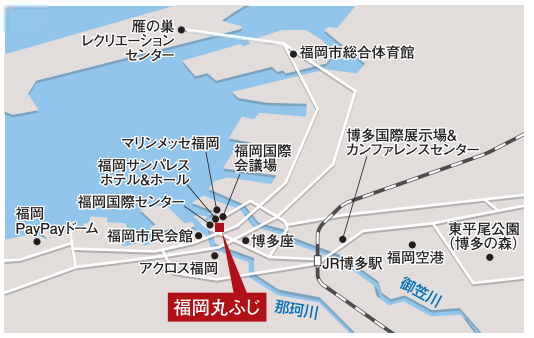 雁の巣
レクリエーション
センター
福岡市総合体育館
マリンメッセ福岡
福岡国際
会議場
博多国際展示場&
カンファレンスセンター
福岡サンパレス
ホテル&ホール
福岡国際センター
福岡
PayPayドーム
福岡市民会館
博多座
東平尾公園
(博多の森)
アクロス福岡
JR博多駅
福岡空港
御笠川
福岡丸ふじ
那珂川